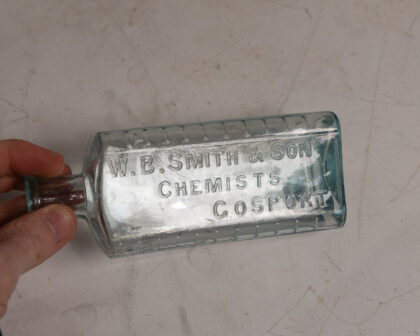 W. B. SMITH & SON
CHEMISTS
GOSPORT